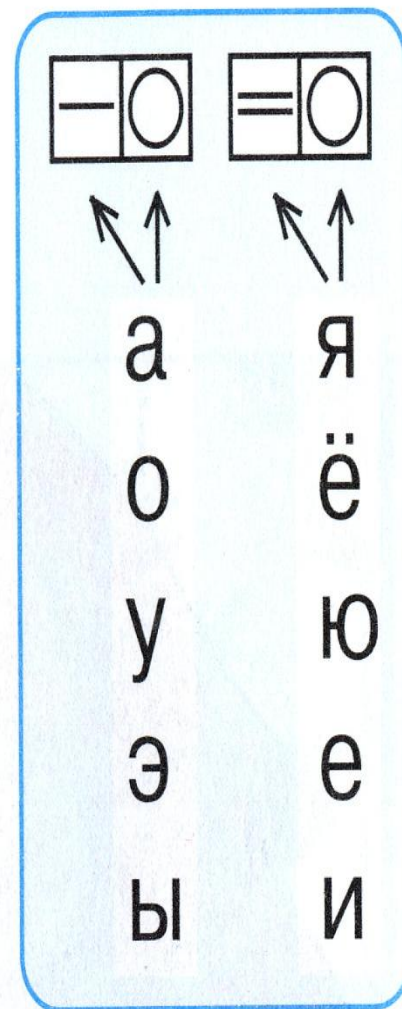 а я
о ё
у ю
э е
ы и